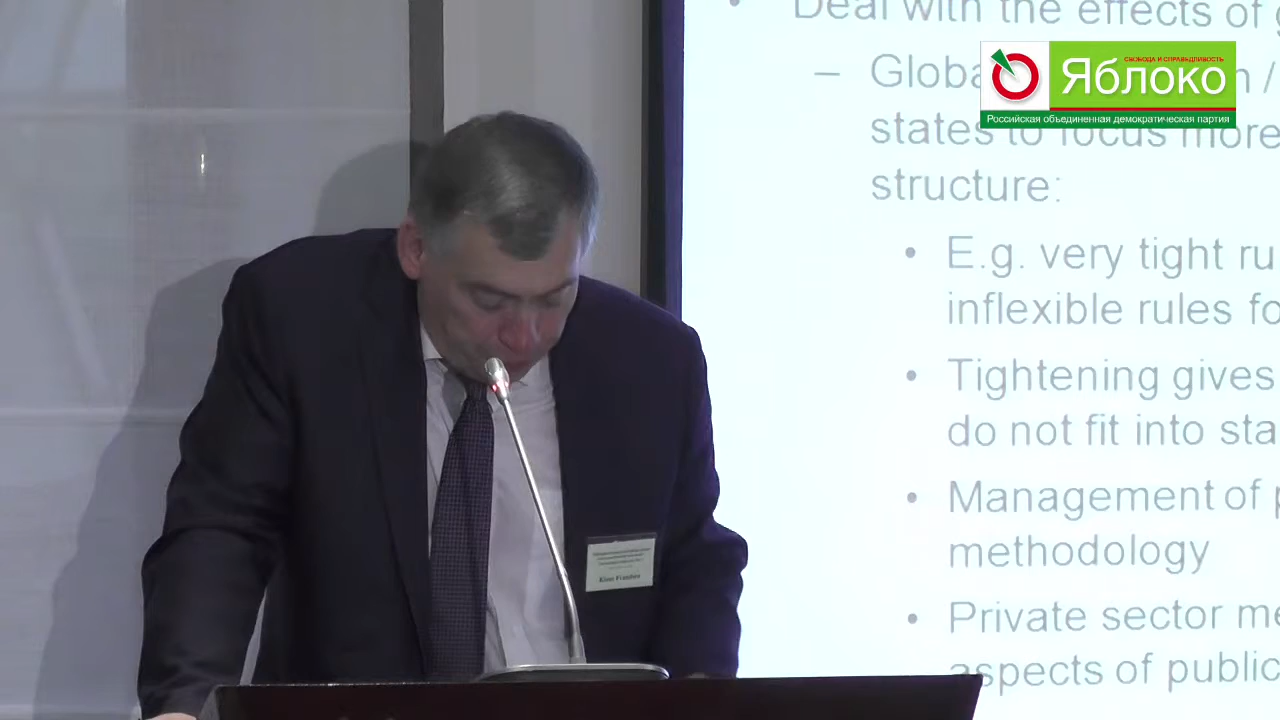 Deal with the effects of
– Globa
n /
states to focus more
structure:
• E.g. very tight ru
inflexible rules fo
• Tightening gives
do not fit into sta
• Management of
methodology
• Private sector me
aspects of public
СВОБОДА И СПРАВЕДЛИВОСТЬ
Яблоко
Российская объединенная демократическая партия